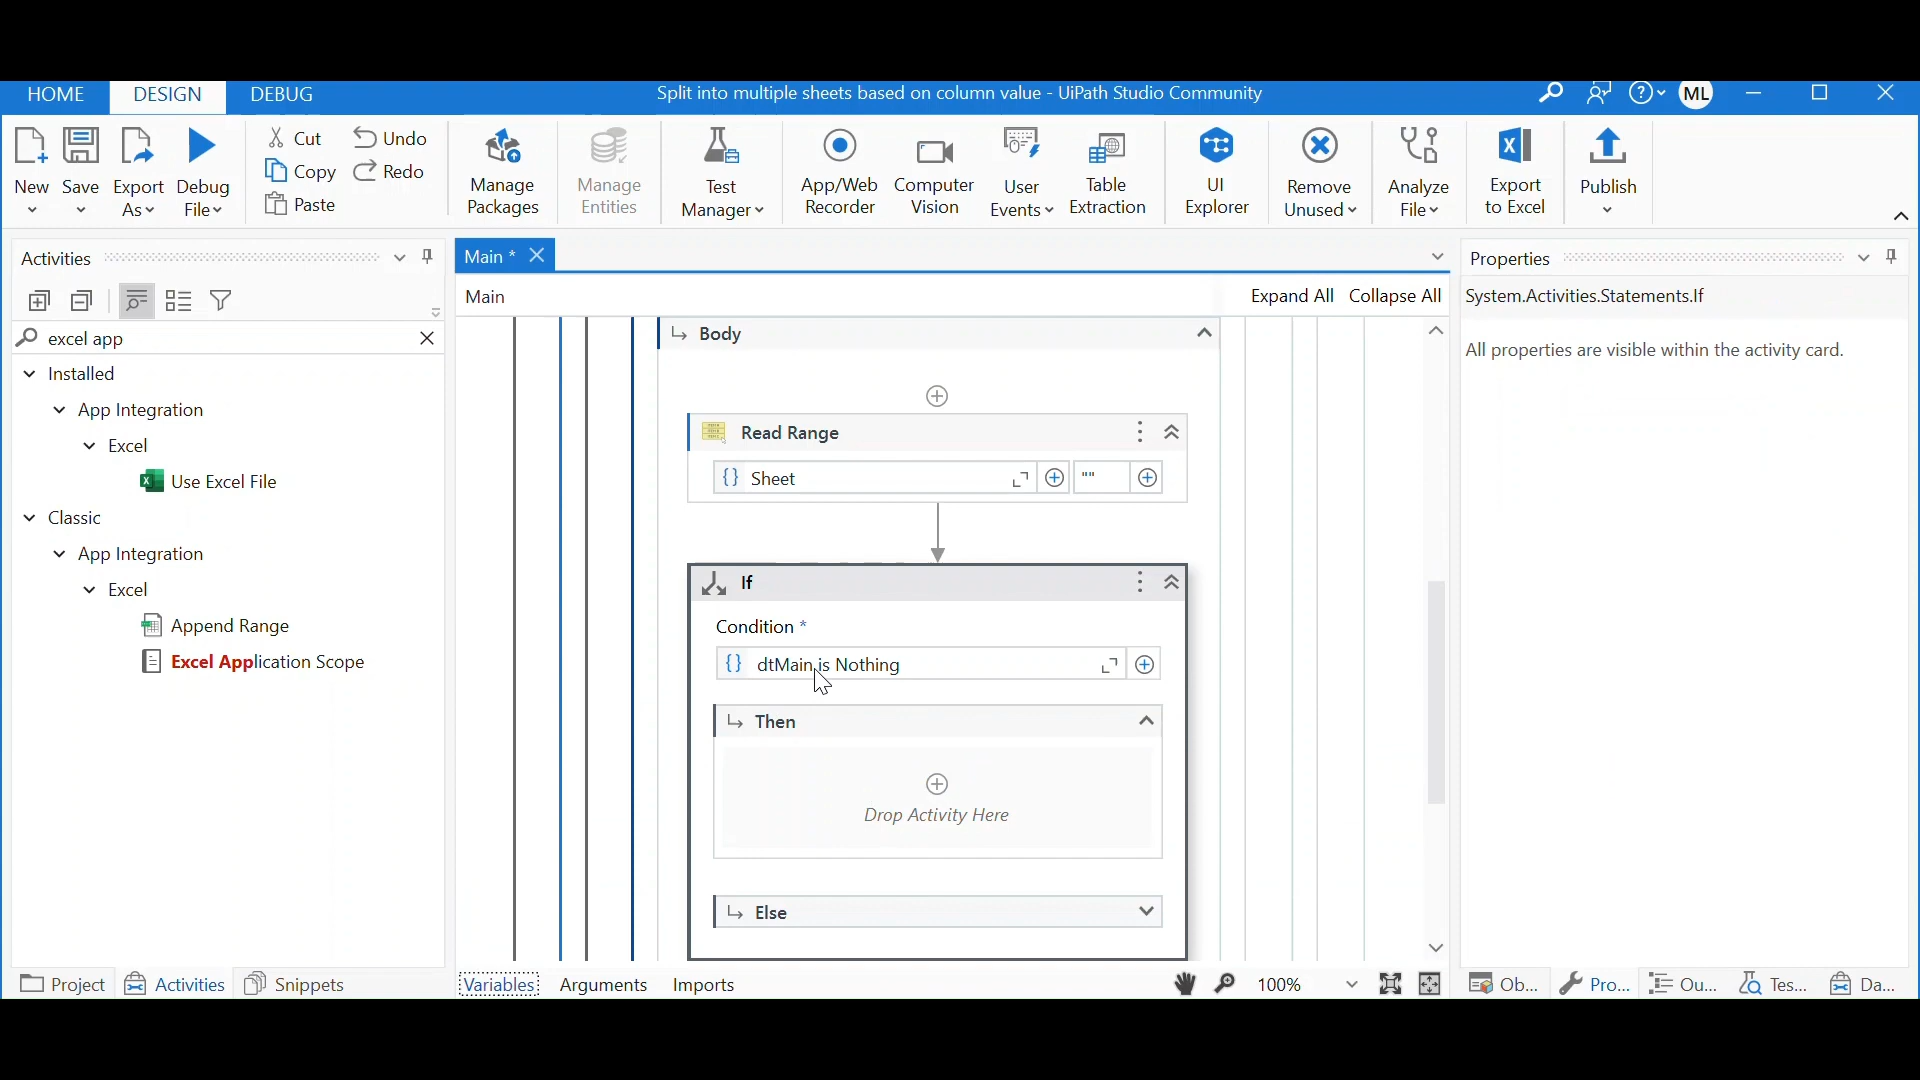 HOME DESIGN DEBUG Split into multiple sheets based on column value - UiPath Studio Community ML
New Save Export As Debug File Cut Copy Paste Undo Redo Manage Packages Manage Entities Test Manager App/Web Recorder Computer Vision User Events Table Extraction UI Explorer Remove Unused Analyze File Export to Excel Publish
Activities
excel app
Installed
App Integration
Excel
Use Excel File
Classic
App Integration
Excel
Append Range
Excel Application Scope
Project Activities Snippets
Main *
Main Expand All Collapse All
Body
Read Range
{} Sheet ""
If
Condition *
{} dtMain is Nothing
Then
Drop Activity Here
Else
Variables Arguments Imports 100%
Properties
System.Activities.Statements.If
All properties are visible within the activity card.
Ob... Pro... Ou... Tes... Da...